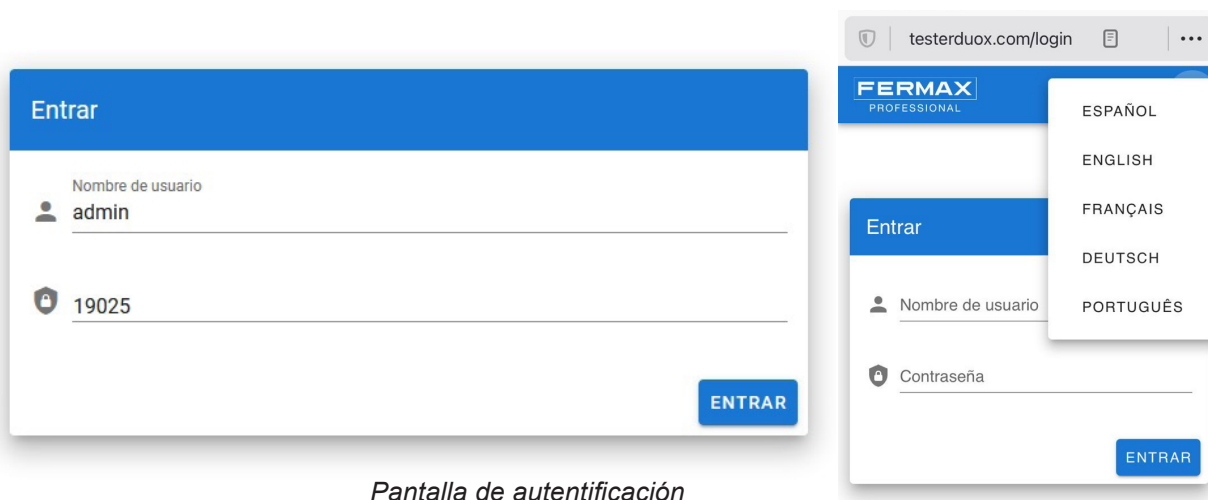 Entrar
Nombre de usuario
admin
19025
ENTRAR
Pantalla de autentificación
testerduox.com/login
FERMAX
PROFESSIONAL
ESPAÑOL
ENGLISH
FRANÇAIS
DEUTSCH
PORTUGUÊS
Entrar
Nombre de usuario
Contraseña
ENTRAR